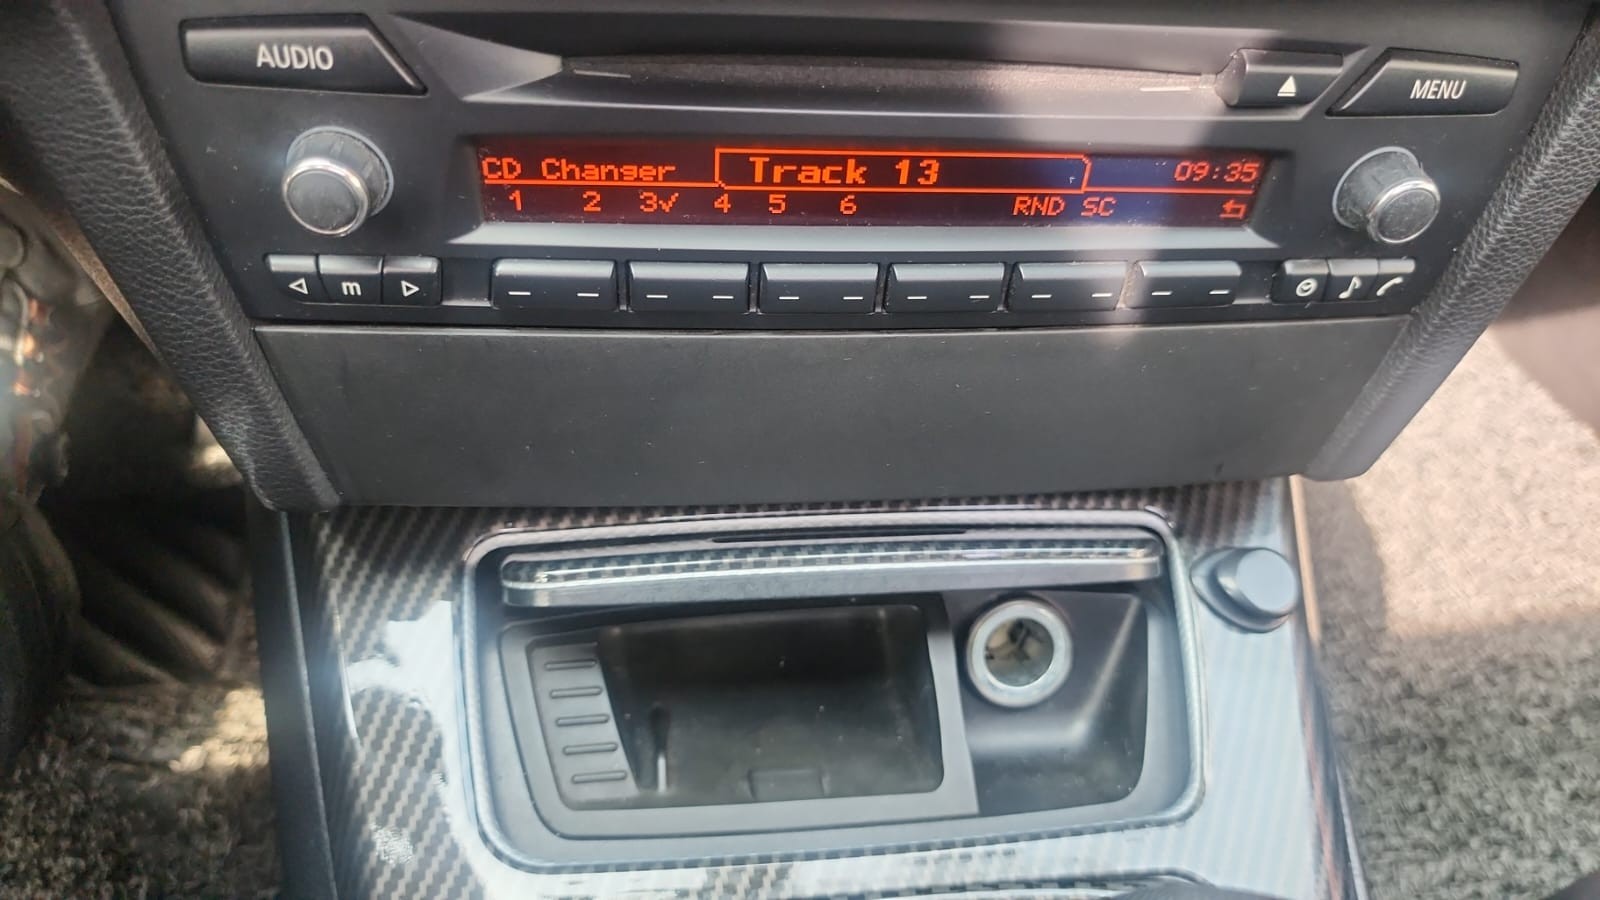 AUDIO
MENU
CD Changer Track 13 09:35
1 2 3✓ 4 5 6 RND SC
m